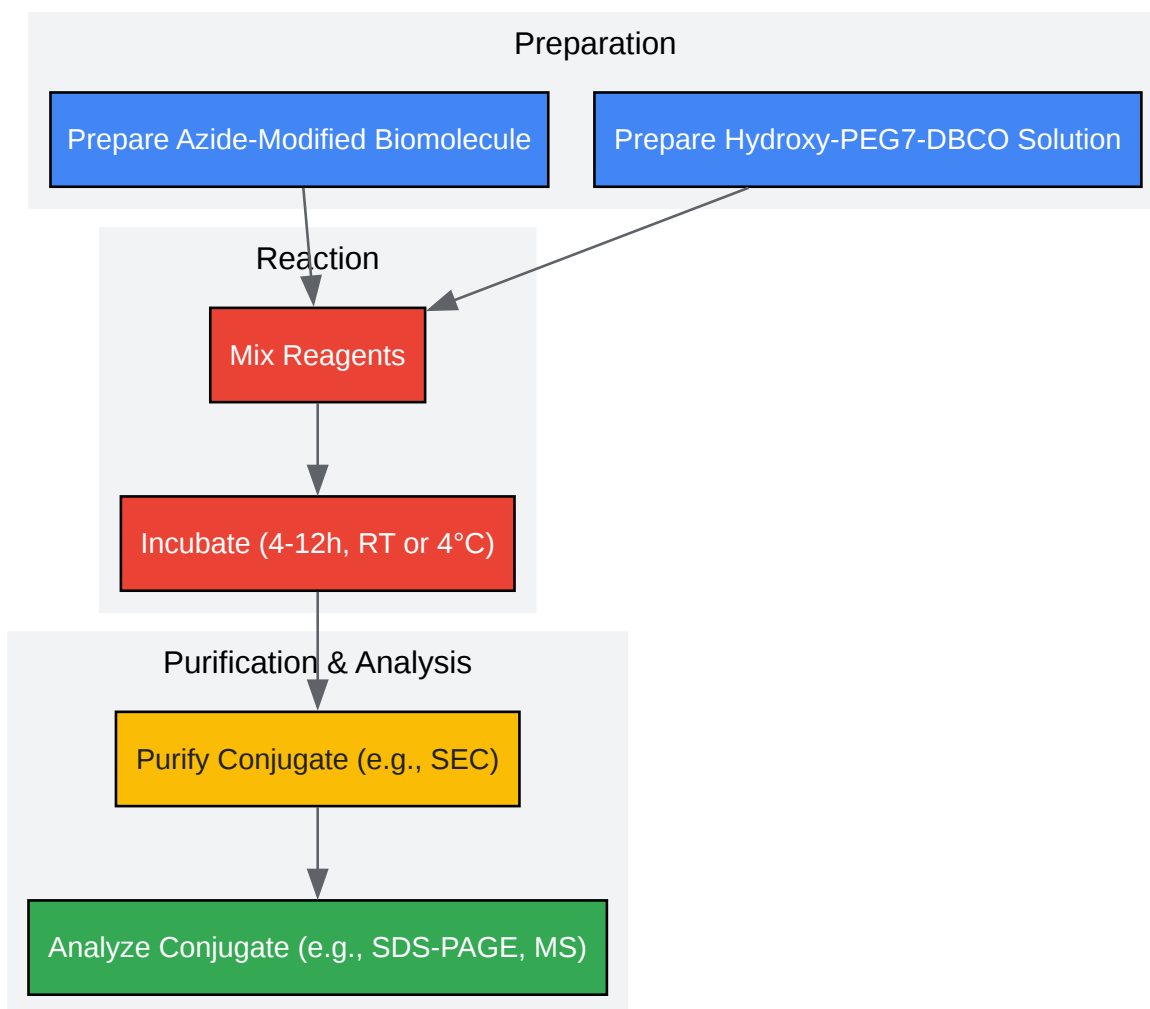 Preparation
Prepare Azide-Modified Biomolecule
Prepare Hydroxy-PEG7-DBCO Solution
Reaction
Mix Reagents
Incubate (4-12h, RT or 4°C)
Purification & Analysis
Purify Conjugate (e.g., SEC)
Analyze Conjugate (e.g., SDS-PAGE, MS)